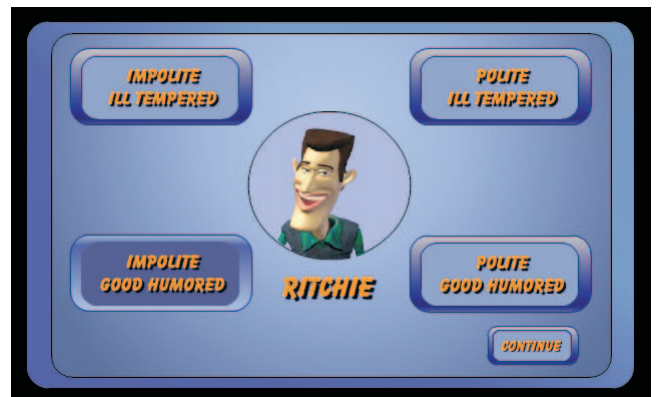 IMPOLITE
ILL TEMPERED
POLITE
ILL TEMPERED
IMPOLITE
GOOD HUMORED
RITCHIE
POLITE
GOOD HUMORED
CONTINUE